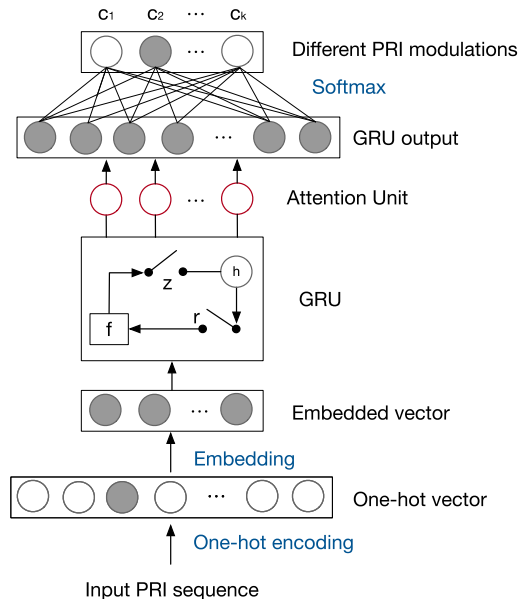 C1 C2 ... Ck
... Different PRI modulations
Softmax
... GRU output
... Attention Unit
z h
GRU
f r
... Embedded vector
Embedding
... One-hot vector
One-hot encoding
Input PRI sequence